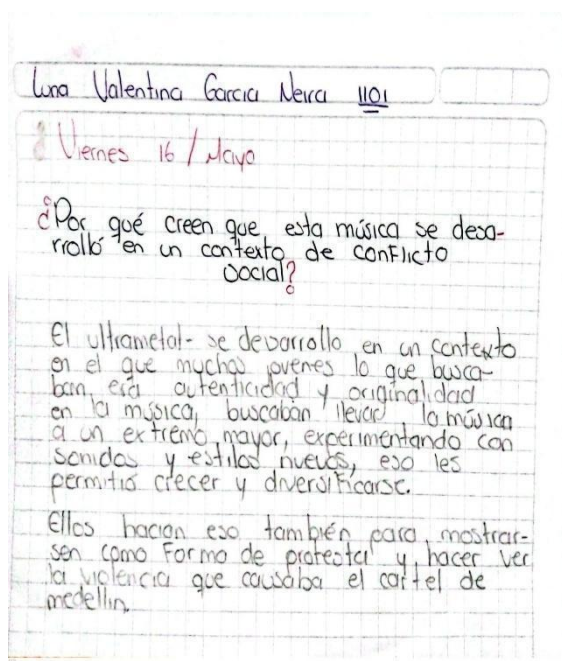 Luna Valentina Garcia Neira 1101
Viernes 16 / Mayo
¿Por qué creen que esta música se desa-
rrolló en un contexto de conflicto
social?
El ultrametal- se desarrollo en un contexto
en el que muchos jovenes lo que busca-
ban era autenticidad y originalidad
en la música, buscaban llevar la música
a un extremo mayor, experimentando con
sonidos y estilos nuevos, eso les
permitió crecer y diversificarse.
Ellos hacian eso también para mostrar-
sen como forma de protesta y hacer ver
la violencia que causaba el cartel de
medellin.